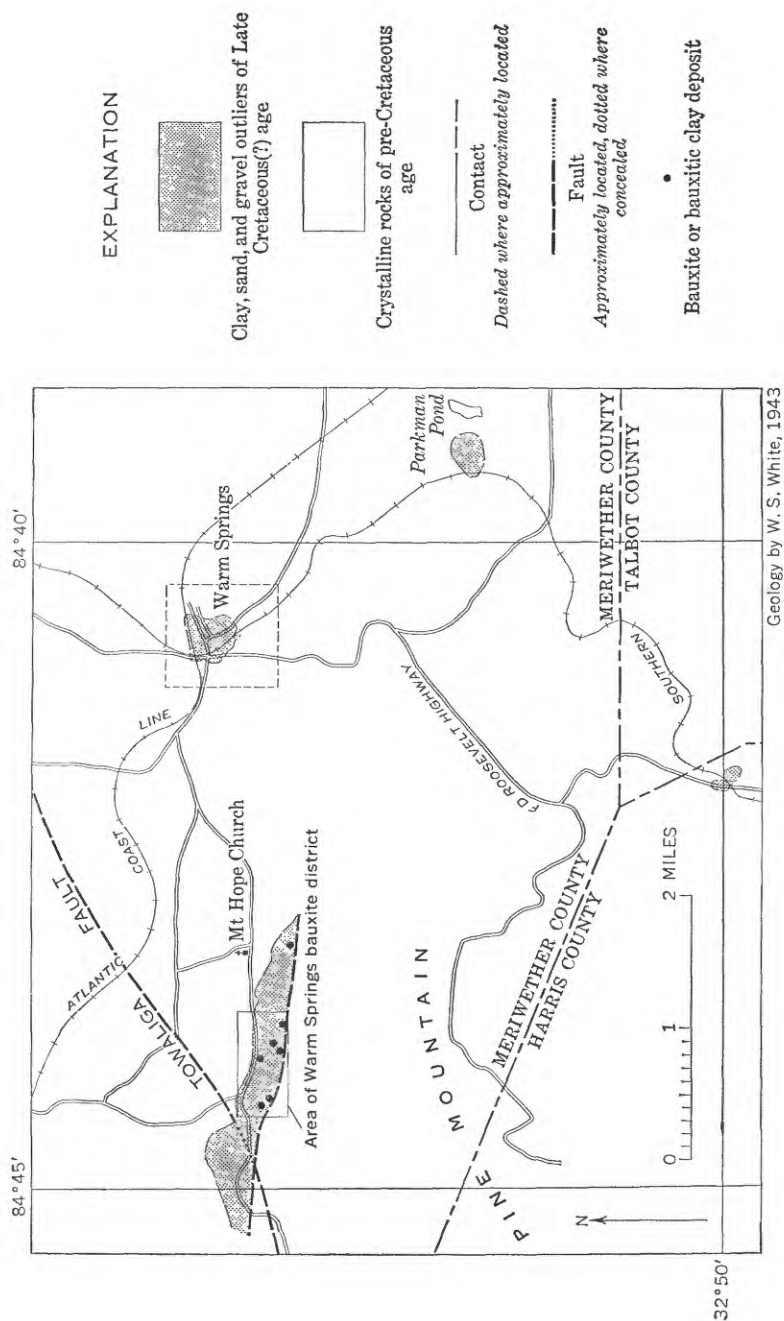 84°45'
84°40'
TOWALIGA
FAULT
ATLANTIC
COAST
LINE
Mt Hope Church
Warm Springs
Area of Warm Springs bauxite district
Parkman
Pond
F D ROOSEVELT HIGHWAY
PINE MOUNTAIN
MERIWETHER COUNTY
HARRIS COUNTY
MERIWETHER COUNTY
TALBOT COUNTY
SOUTHERN
N
0
1
2 MILES
32°50'
Geology by W. S. White, 1943
EXPLANATION
Clay, sand, and gravel outliers of Late
Cretaceous(?) age
Crystalline rocks of pre-Cretaceous
age
Contact
Dashed where approximately located
Fault
Approximately located, dotted where
concealed
Bauxite or bauxitic clay deposit